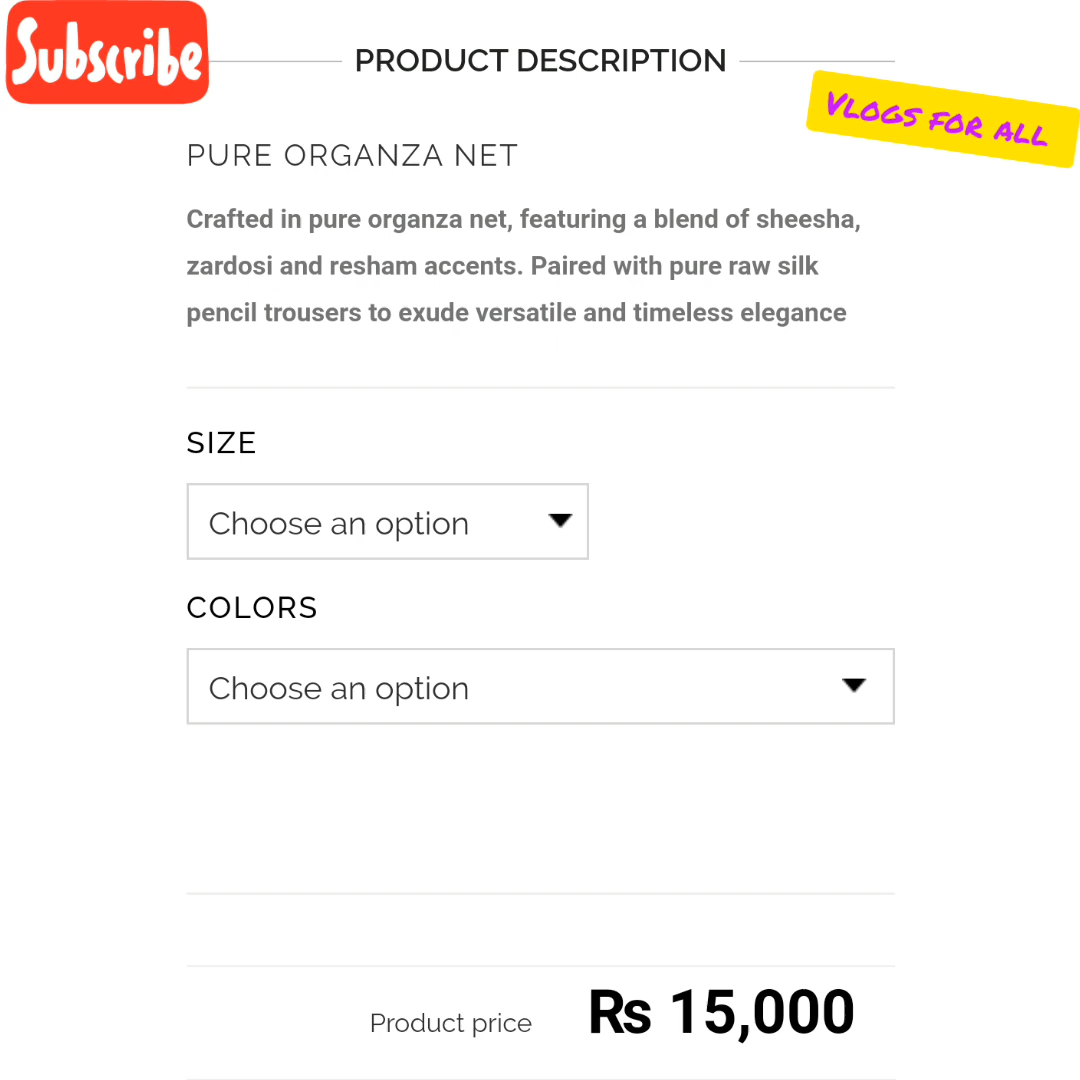 Subscribe
PRODUCT DESCRIPTION
VLOGS FOR ALL
PURE ORGANZA NET
Crafted in pure organza net, featuring a blend of sheesha,
zardosi and resham accents. Paired with pure raw silk
pencil trousers to exude versatile and timeless elegance
SIZE
Choose an option
COLORS
Choose an option
Product price Rs 15,000